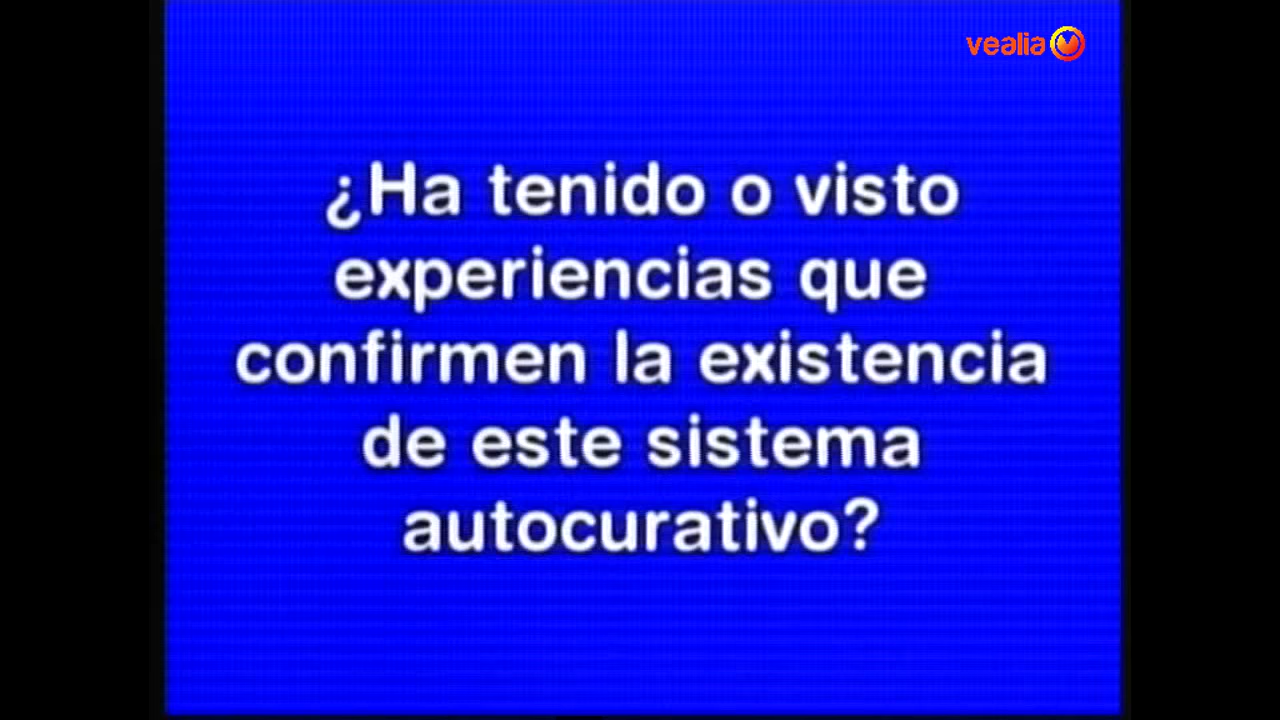 vealia
¿Ha tenido o visto
experiencias que
confirmen la existencia
de este sistema
autocurativo?